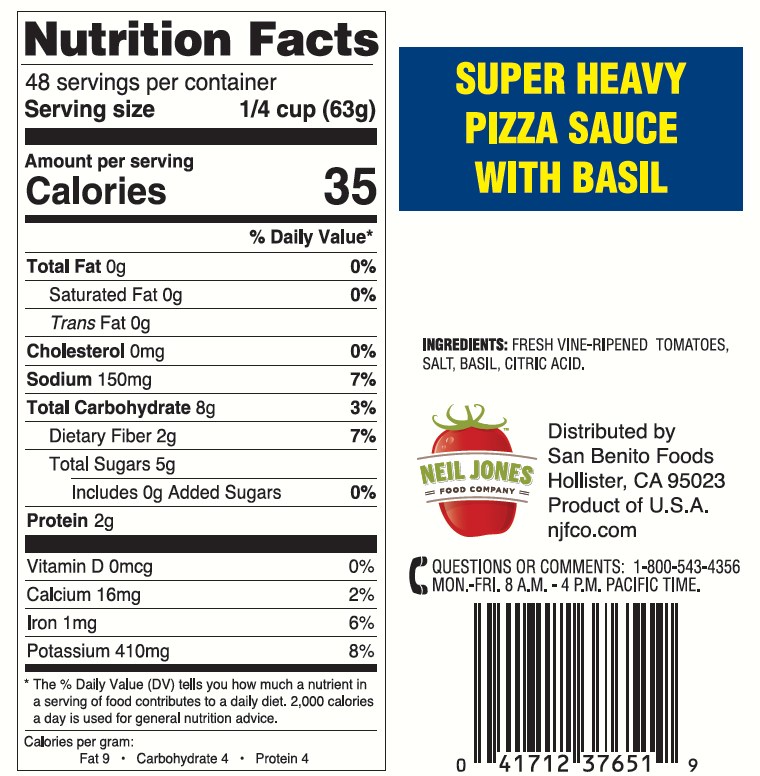 Nutrition Facts
48 servings per container
Serving size 1/4 cup (63g)
Amount per serving
Calories 35
% Daily Value*
Total Fat 0g 0%
Saturated Fat 0g 0%
Trans Fat 0g
Cholesterol 0mg 0%
Sodium 150mg 7%
Total Carbohydrate 8g 3%
Dietary Fiber 2g 7%
Total Sugars 5g
Includes 0g Added Sugars 0%
Protein 2g
Vitamin D 0mcg 0%
Calcium 16mg 2%
Iron 1mg 6%
Potassium 410mg 8%
* The % Daily Value (DV) tells you how much a nutrient in
a serving of food contributes to a daily diet. 2,000 calories
a day is used for general nutrition advice.
Calories per gram:
Fat 9 • Carbohydrate 4 • Protein 4
SUPER HEAVY
PIZZA SAUCE
WITH BASIL
INGREDIENTS: FRESH VINE-RIPENED TOMATOES,
SALT, BASIL, CITRIC ACID.
NEIL JONES
FOOD COMPANY
Distributed by
San Benito Foods
Hollister, CA 95023
Product of U.S.A.
njfco.com
QUESTIONS OR COMMENTS: 1-800-543-4356
MON.-FRI. 8 A.M. - 4 P.M. PACIFIC TIME.
0 41712 37651 9